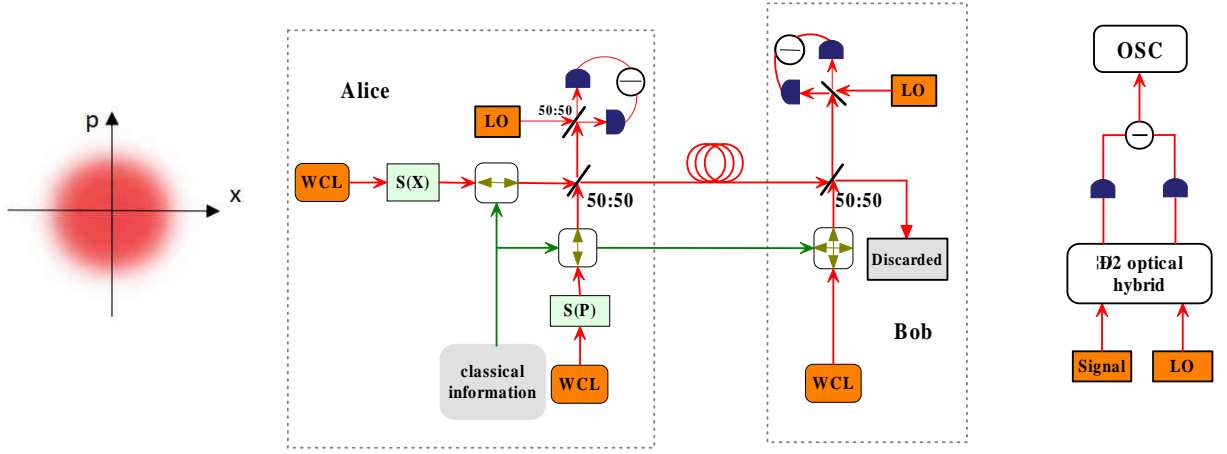 p
x
Alice
LO
50:50
WCL
S(X)
50:50
S(P)
classical
information
WCL
LO
50:50
Discarded
Bob
WCL
OSC
optical
hybrid
Signal
LO